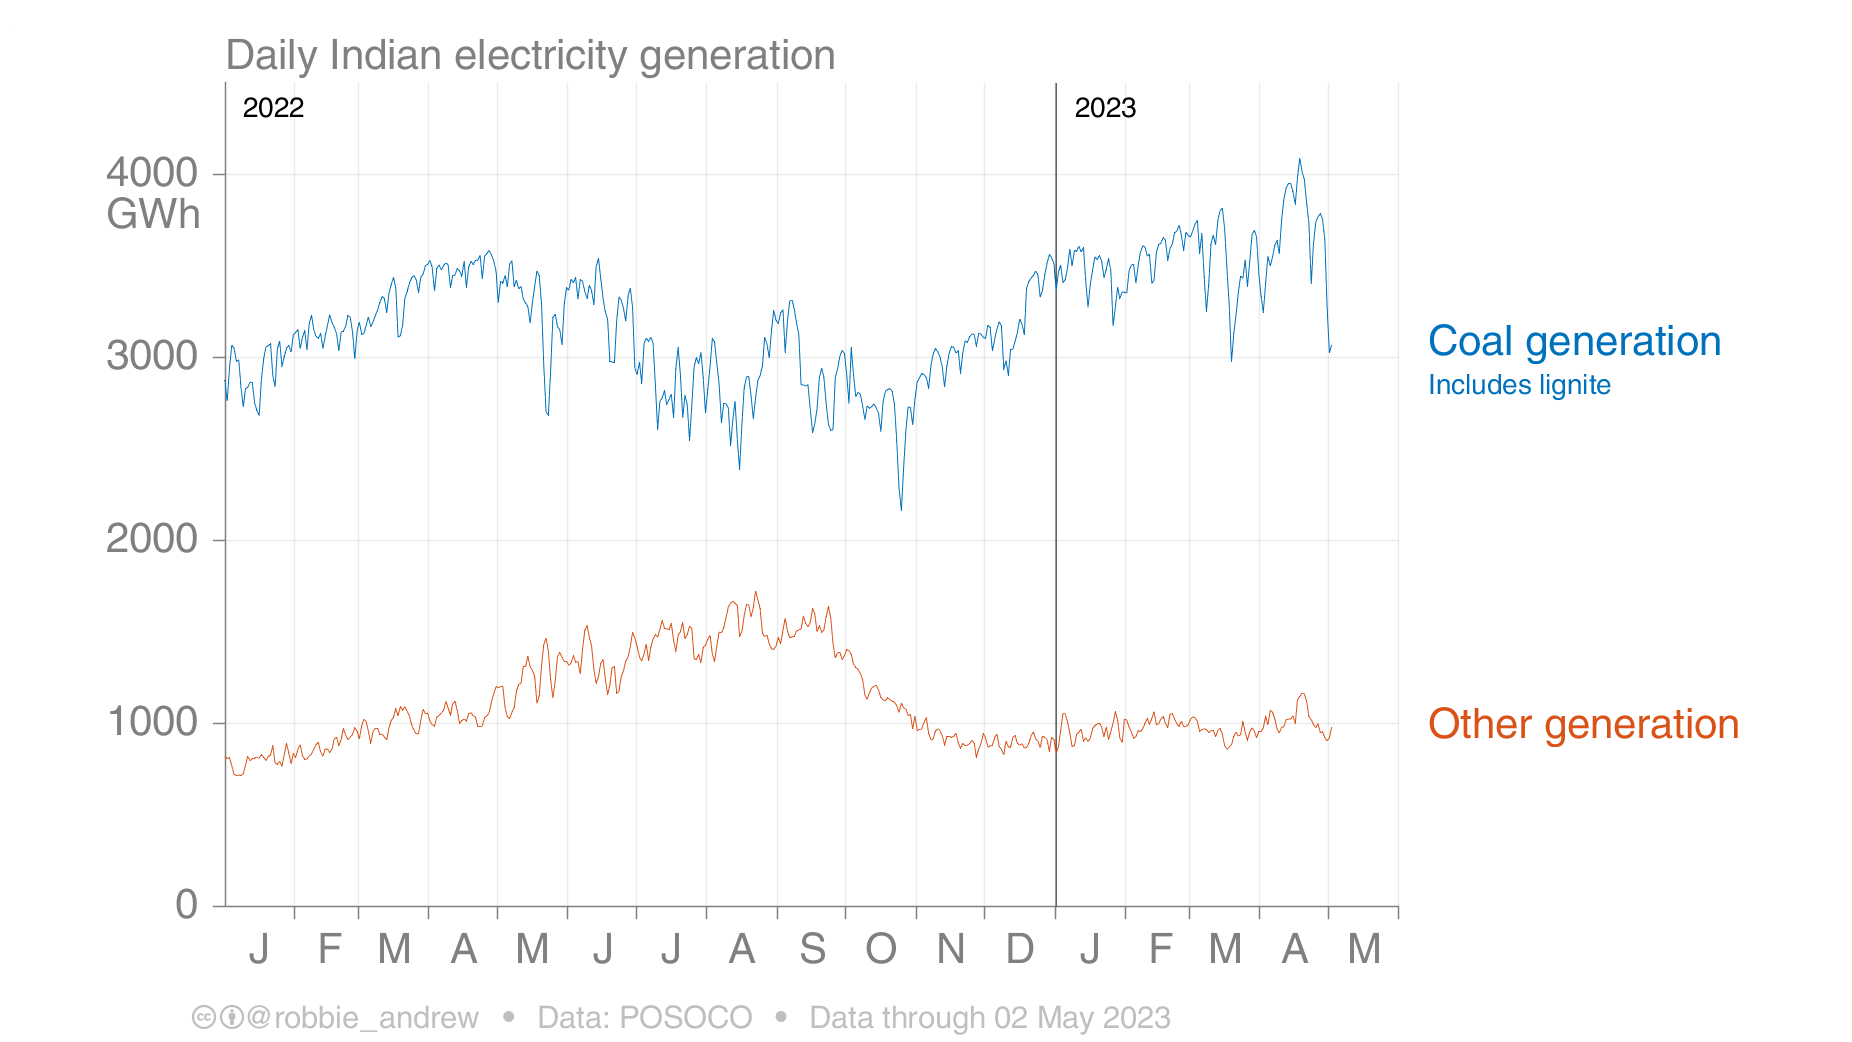 Daily Indian electricity generation
2022
2023
4000
GWh
3000
2000
1000
0
Coal generation
Includes lignite
Other generation
J F M A M J J A S O N D J F M A M
cc @robbie_andrew • Data: POSOCO • Data through 02 May 2023